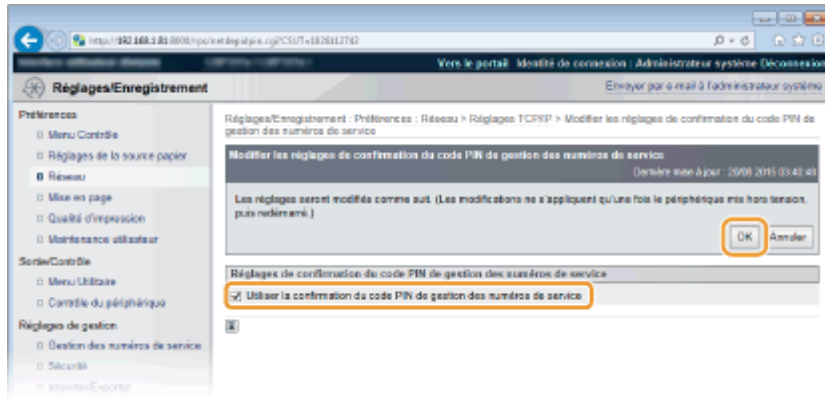 Vers le portail Identité de connexion : Administrateur système Déconnexion
Réglages/Enregistrement
Envoyer par e-mail à l'administrateur système
Préférences
Menu Contrôle
Réglages de la source papier
Réseau
Mise en page
Qualité d'impression
Maintenance utilisateur
Sortie/Contrôle
Menu Utilitaire
Contrôle du périphérique
Réglages de gestion
Gestion des numéros de service
Sécurité
Importer/Exporter
Réglages/Enregistrement : Préférences : Réseau > Réglages TCP/IP > Modifier les réglages de confirmation du code PIN de
gestion des numéros de service
Modifier les réglages de confirmation du code PIN de gestion des numéros de service
Dernière mise à jour : 20/08 2015 03:40:48
Les réglages seront modifiés comme suit. (Les modifications ne s'appliquent qu'une fois le périphérique mis hors tension,
puis redémarré.)
OK Annuler
Réglages de confirmation du code PIN de gestion des numéros de service
Utiliser la confirmation du code PIN de gestion des numéros de service